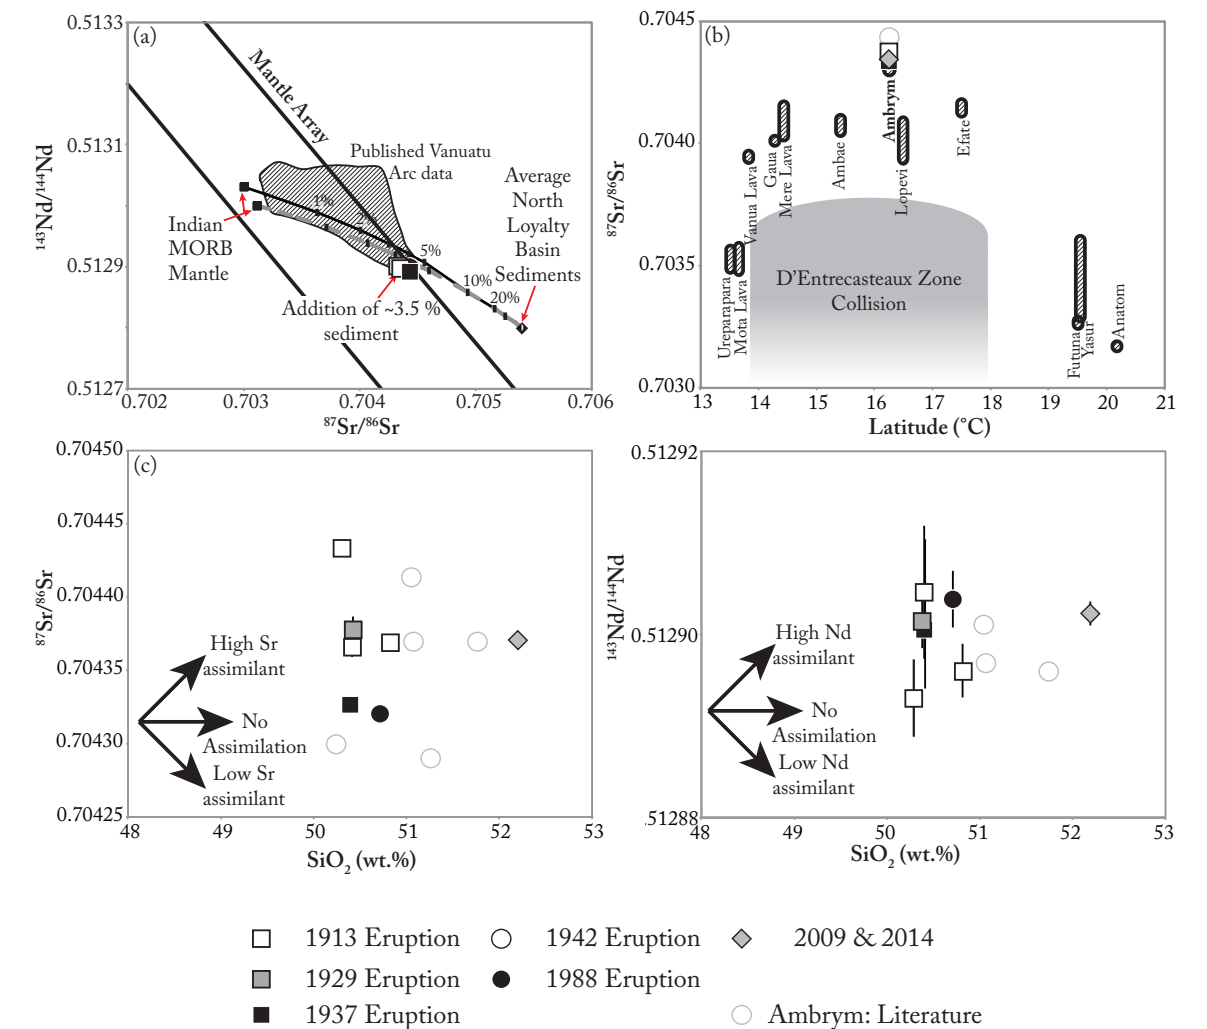 (a)
0.5133
0.5131
0.5129
0.5127
¹⁴³Nd/¹⁴⁴Nd
Mantle Array
Published Vanuatu
Arc data
Average
North
Loyalty
Basin
Sediments
Indian
MORB
Mantle
1%
2%
5%
10%
20%
Addition of ~3.5 %
sediment
0.702
0.703
0.704
0.705
0.706
⁸⁷Sr/⁸⁶Sr
(b)
0.7045
0.7040
0.7035
0.7030
⁸⁷Sr/⁸⁶Sr
Ureparapara
Mota Lava
Vanua Lava
Gaua
Mere Lava
Ambae
Ambrym
Lopevi
Efate
Futuna
Yasur
Anatom
D'Entrecasteaux Zone
Collision
13
14
15
16
17
18
19
20
21
Latitude (˚C)
(c)
0.70450
0.70445
0.70440
0.70435
0.70430
0.70425
⁸⁷Sr/⁸⁶Sr
High Sr
assimilant
No
Assimilation
Low Sr
assimilant
48
49
50
51
52
53
SiO₂ (wt.%)
0.51292
0.51290
.51288
¹⁴³Nd/¹⁴⁴Nd
High Nd
assimilant
No
Assimilation
Low Nd
assimilant
48
49
50
51
52
53
SiO₂ (wt.%)
1913 Eruption
1942 Eruption
2009 & 2014
1929 Eruption
1988 Eruption
1937 Eruption
Ambrym: Literature